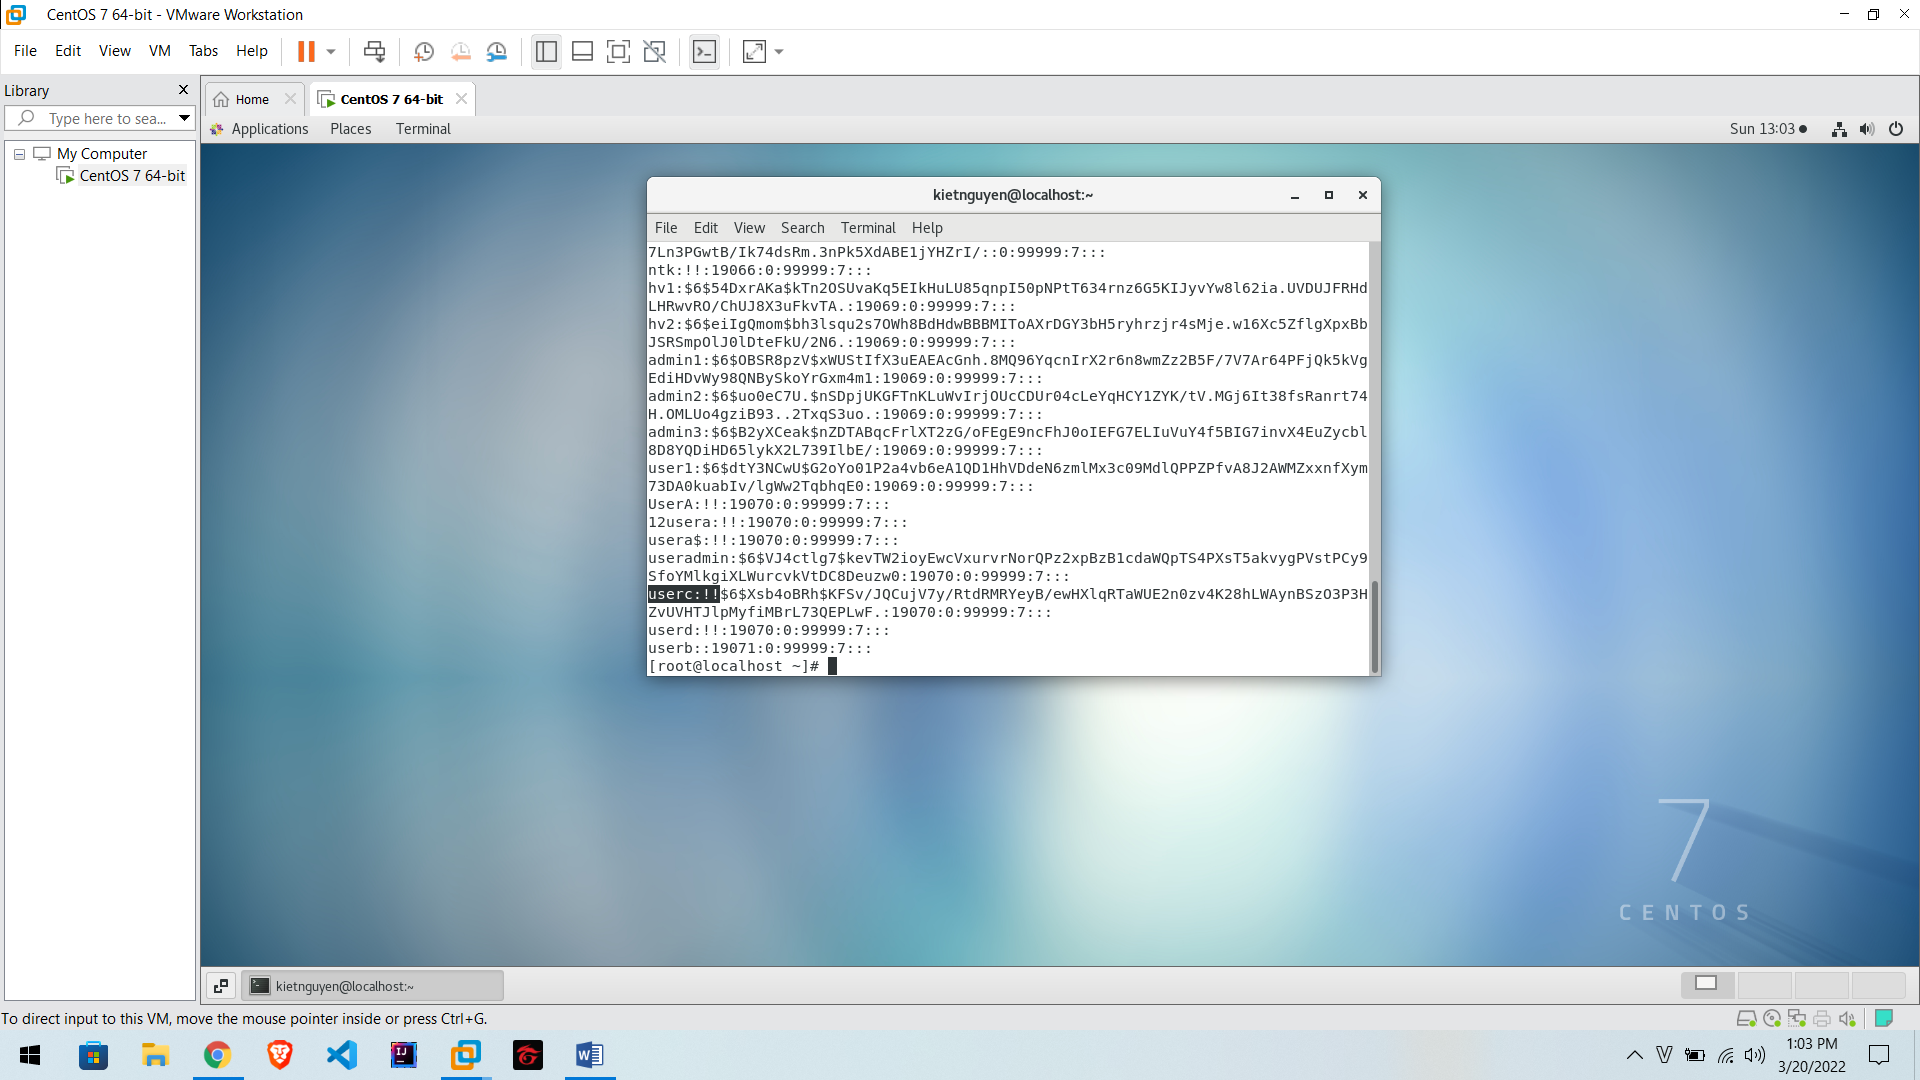 CentOS 7 64-bit - VMware Workstation
File Edit View VM Tabs Help
Library
Type here to sea...
My Computer
CentOS 7 64-bit
Home
CentOS 7 64-bit
Applications Places Terminal
Sun 13:03
kietnguyen@localhost:~
File Edit View Search Terminal Help
7Ln3PGwtB/Ik74dsRm.3nPk5XdABE1jYHZrI/::0:99999:7:::
ntk:!!:19066:0:99999:7:::
hv1:$6$54DxrAKa$kTn2OSUvaKq5EIkHuLU85qnpI50pNPtT634rnz6G5KIJyvYw8l62ia.UVDUJFRHd
LHRwvRO/ChUJ8X3uFkvTA.:19069:0:99999:7:::
hv2:$6$eiIgQmom$bh3lsqu2s7OWh8BdHdwBBBMIToAXrDGY3bH5ryhrzjr4sMje.w16Xc5ZflgXpxBb
JSRSmpOlJ0lDteFkU/2N6.:19069:0:99999:7:::
admin1:$6$OBSR8pzV$xWUStIfX3uEAEAcGnh.8MQ96YqcnIrX2r6n8wmZz2B5F/7V7Ar64PFjQk5kVg
EdiHDvWy98QNBySkoYrGxm4m1:19069:0:99999:7:::
admin2:$6$uo0eC7U.$nSDpjUKGFTnKLuWvIrjOUcCDUr04cLeYqHCY1ZYK/tV.MGj6It38fsRanrt74
H.OMLUo4gziB93..2TxqS3uo.:19069:0:99999:7:::
admin3:$6$B2yXCeak$nZDTABqcFrlXT2zG/oFEgE9ncFhJ0oIEFG7ELIuVuY4f5BIG7invX4EuZycbl
8D8YQDiHD65lykX2L739IlbE/:19069:0:99999:7:::
user1:$6$dtY3NCwU$G2oYo01P2a4vb6eA1QD1HhVDdeN6zmlMx3c09MdlQPPZPfvA8J2AWMZxxnfXym
73DA0kuabIv/lgWw2TqbhqE0:19069:0:99999:7:::
UserA:!!:19070:0:99999:7:::
12usera:!!:19070:0:99999:7:::
usera$:!!:19070:0:99999:7:::
useradmin:$6$VJ4ctlg7$kevTW2ioyEwcVxurvrNorQPz2xpBzB1cdaWQpTS4PXsT5akvygPVstPCy9
SfoYMlkgiXLWurcvkVtDC8Deuzw0:19070:0:99999:7:::
userc:!!$6$Xsb4oBRh$KFSv/JQCujV7y/RtdRMRYeyB/ewHXlqRTaWUE2n0zv4K28hLWAynBSzO3P3H
ZvUVHTJlpMyfiMBrL73QEPLwF.:19070:0:99999:7:::
userd:!!:19070:0:99999:7:::
userb::19071:0:99999:7:::
[root@localhost ~]#
7
CENTOS
kietnguyen@localhost:~
To direct input to this VM, move the mouse pointer inside or press Ctrl+G.
1:03 PM
3/20/2022